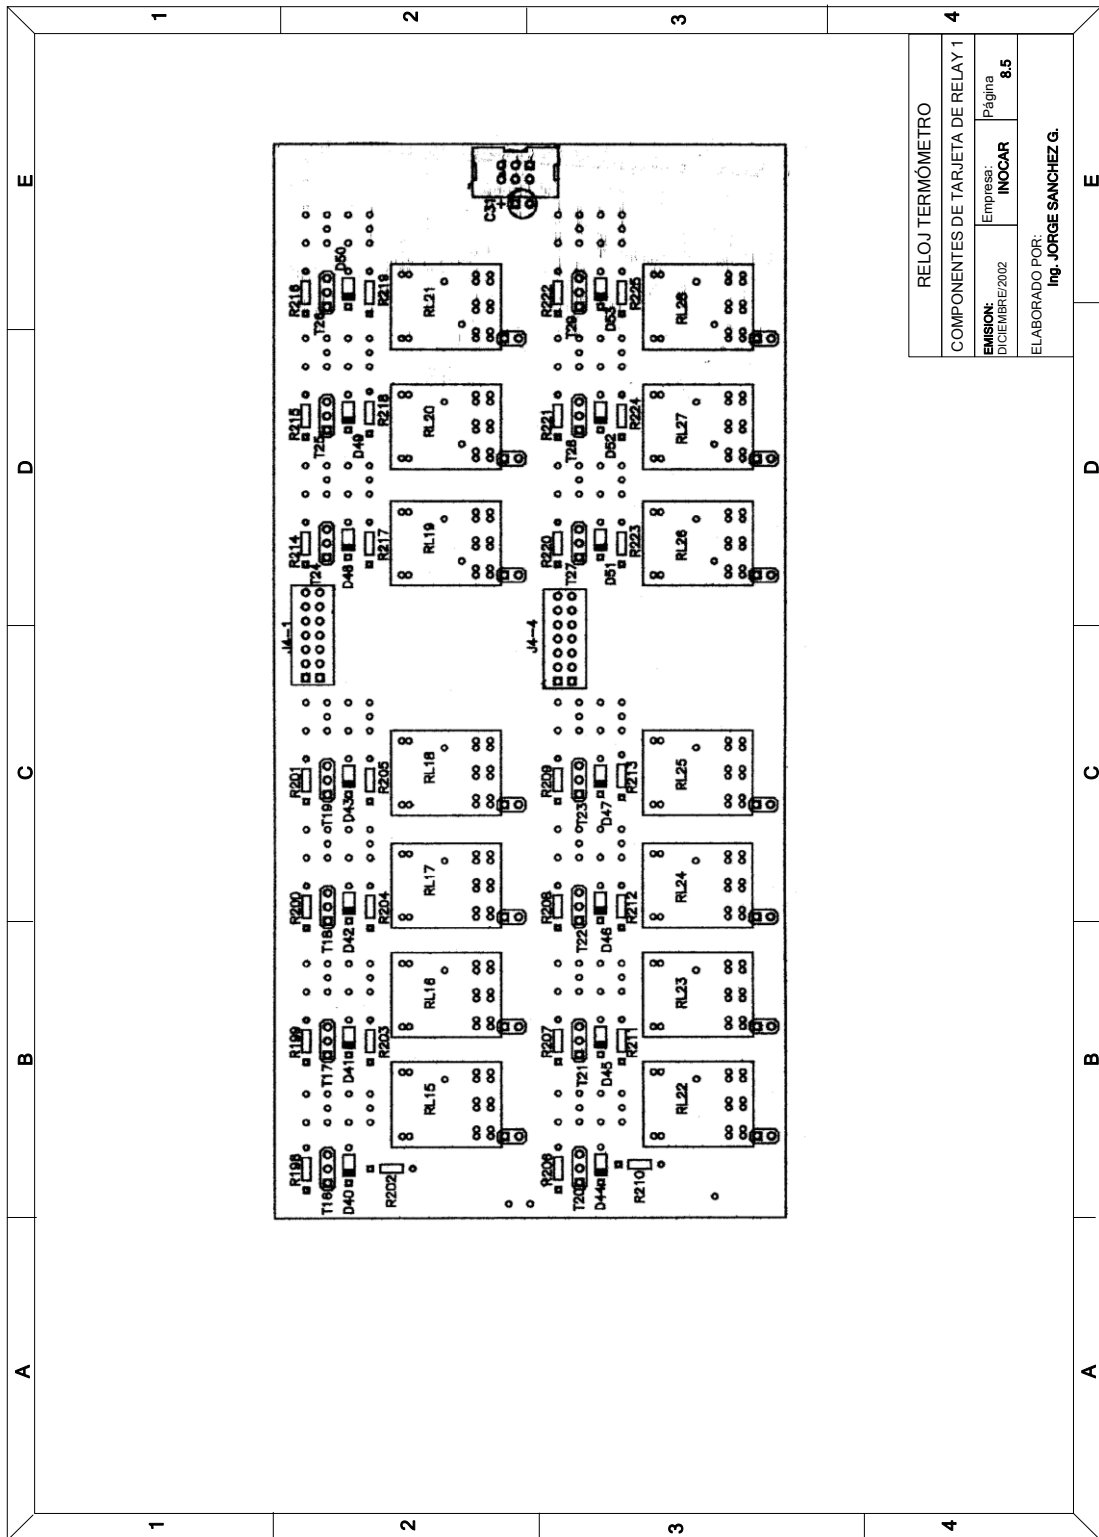 A B C D E
1 1
R198 R199 R200 R201 J4-1 R214 R215 R216
T16 T17 T18 T19 T24 T25 T26
D40 D41 D42 D43 D48 D49 D50
R202 R203 R204 R205 R217 R218 R219
2 2
RL15 RL16 RL17 RL18 RL19 RL20 RL21
C31 +
J4-4
R206 R207 R208 R209 R220 R221 R222
T20 T21 T22 T23 T27 T28 T29
D44 D45 D46 D47 D51 D52 D53
R210 R211 R212 R213 R223 R224 R225
3 3
RL22 RL23 RL24 RL25 RL26 RL27 RL28
4 4
RELOJ TERMÓMETRO
COMPONENTES DE TARJETA DE RELAY 1
EMISION: Empresa: Página
DICIEMBRE/2002 INOCAR 8.5
ELABORADO POR:
Ing. JORGE SANCHEZ G.
A B C D E